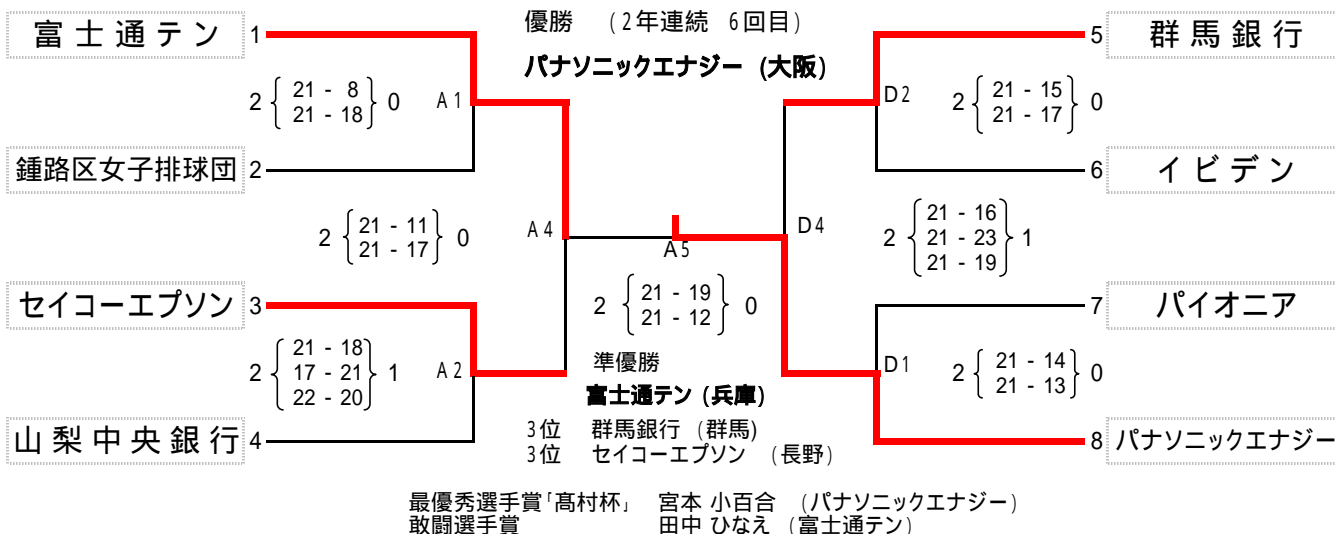 優勝 (2年連続 6回目)
パナソニックエナジー (大阪)
富士通テン 1
2 { 21 - 8 } 0 A1
21 - 18
鍾路区女子排球団 2
2 { 21 - 11 } 0 A4
21 - 17
セイコーエプソン 3
2 { 21 - 18 } 1 A2
17 - 21
22 - 20
山梨中央銀行 4
5 群馬銀行
D2 2 { 21 - 15 } 0
21 - 17
6 イビデン
D4 2 { 21 - 16 } 1
21 - 23
21 - 19
7 パイオニア
D1 2 { 21 - 14 } 0
21 - 13
8 パナソニックエナジー
A5
2 { 21 - 19 } 0
21 - 12
準優勝
富士通テン (兵庫)
3位 群馬銀行 (群馬)
3位 セイコーエプソン (長野)
最優秀選手賞「髙村杯」 宮本 小百合 (パナソニックエナジー)
敢闘選手賞 田中 ひなえ (富士通テン)